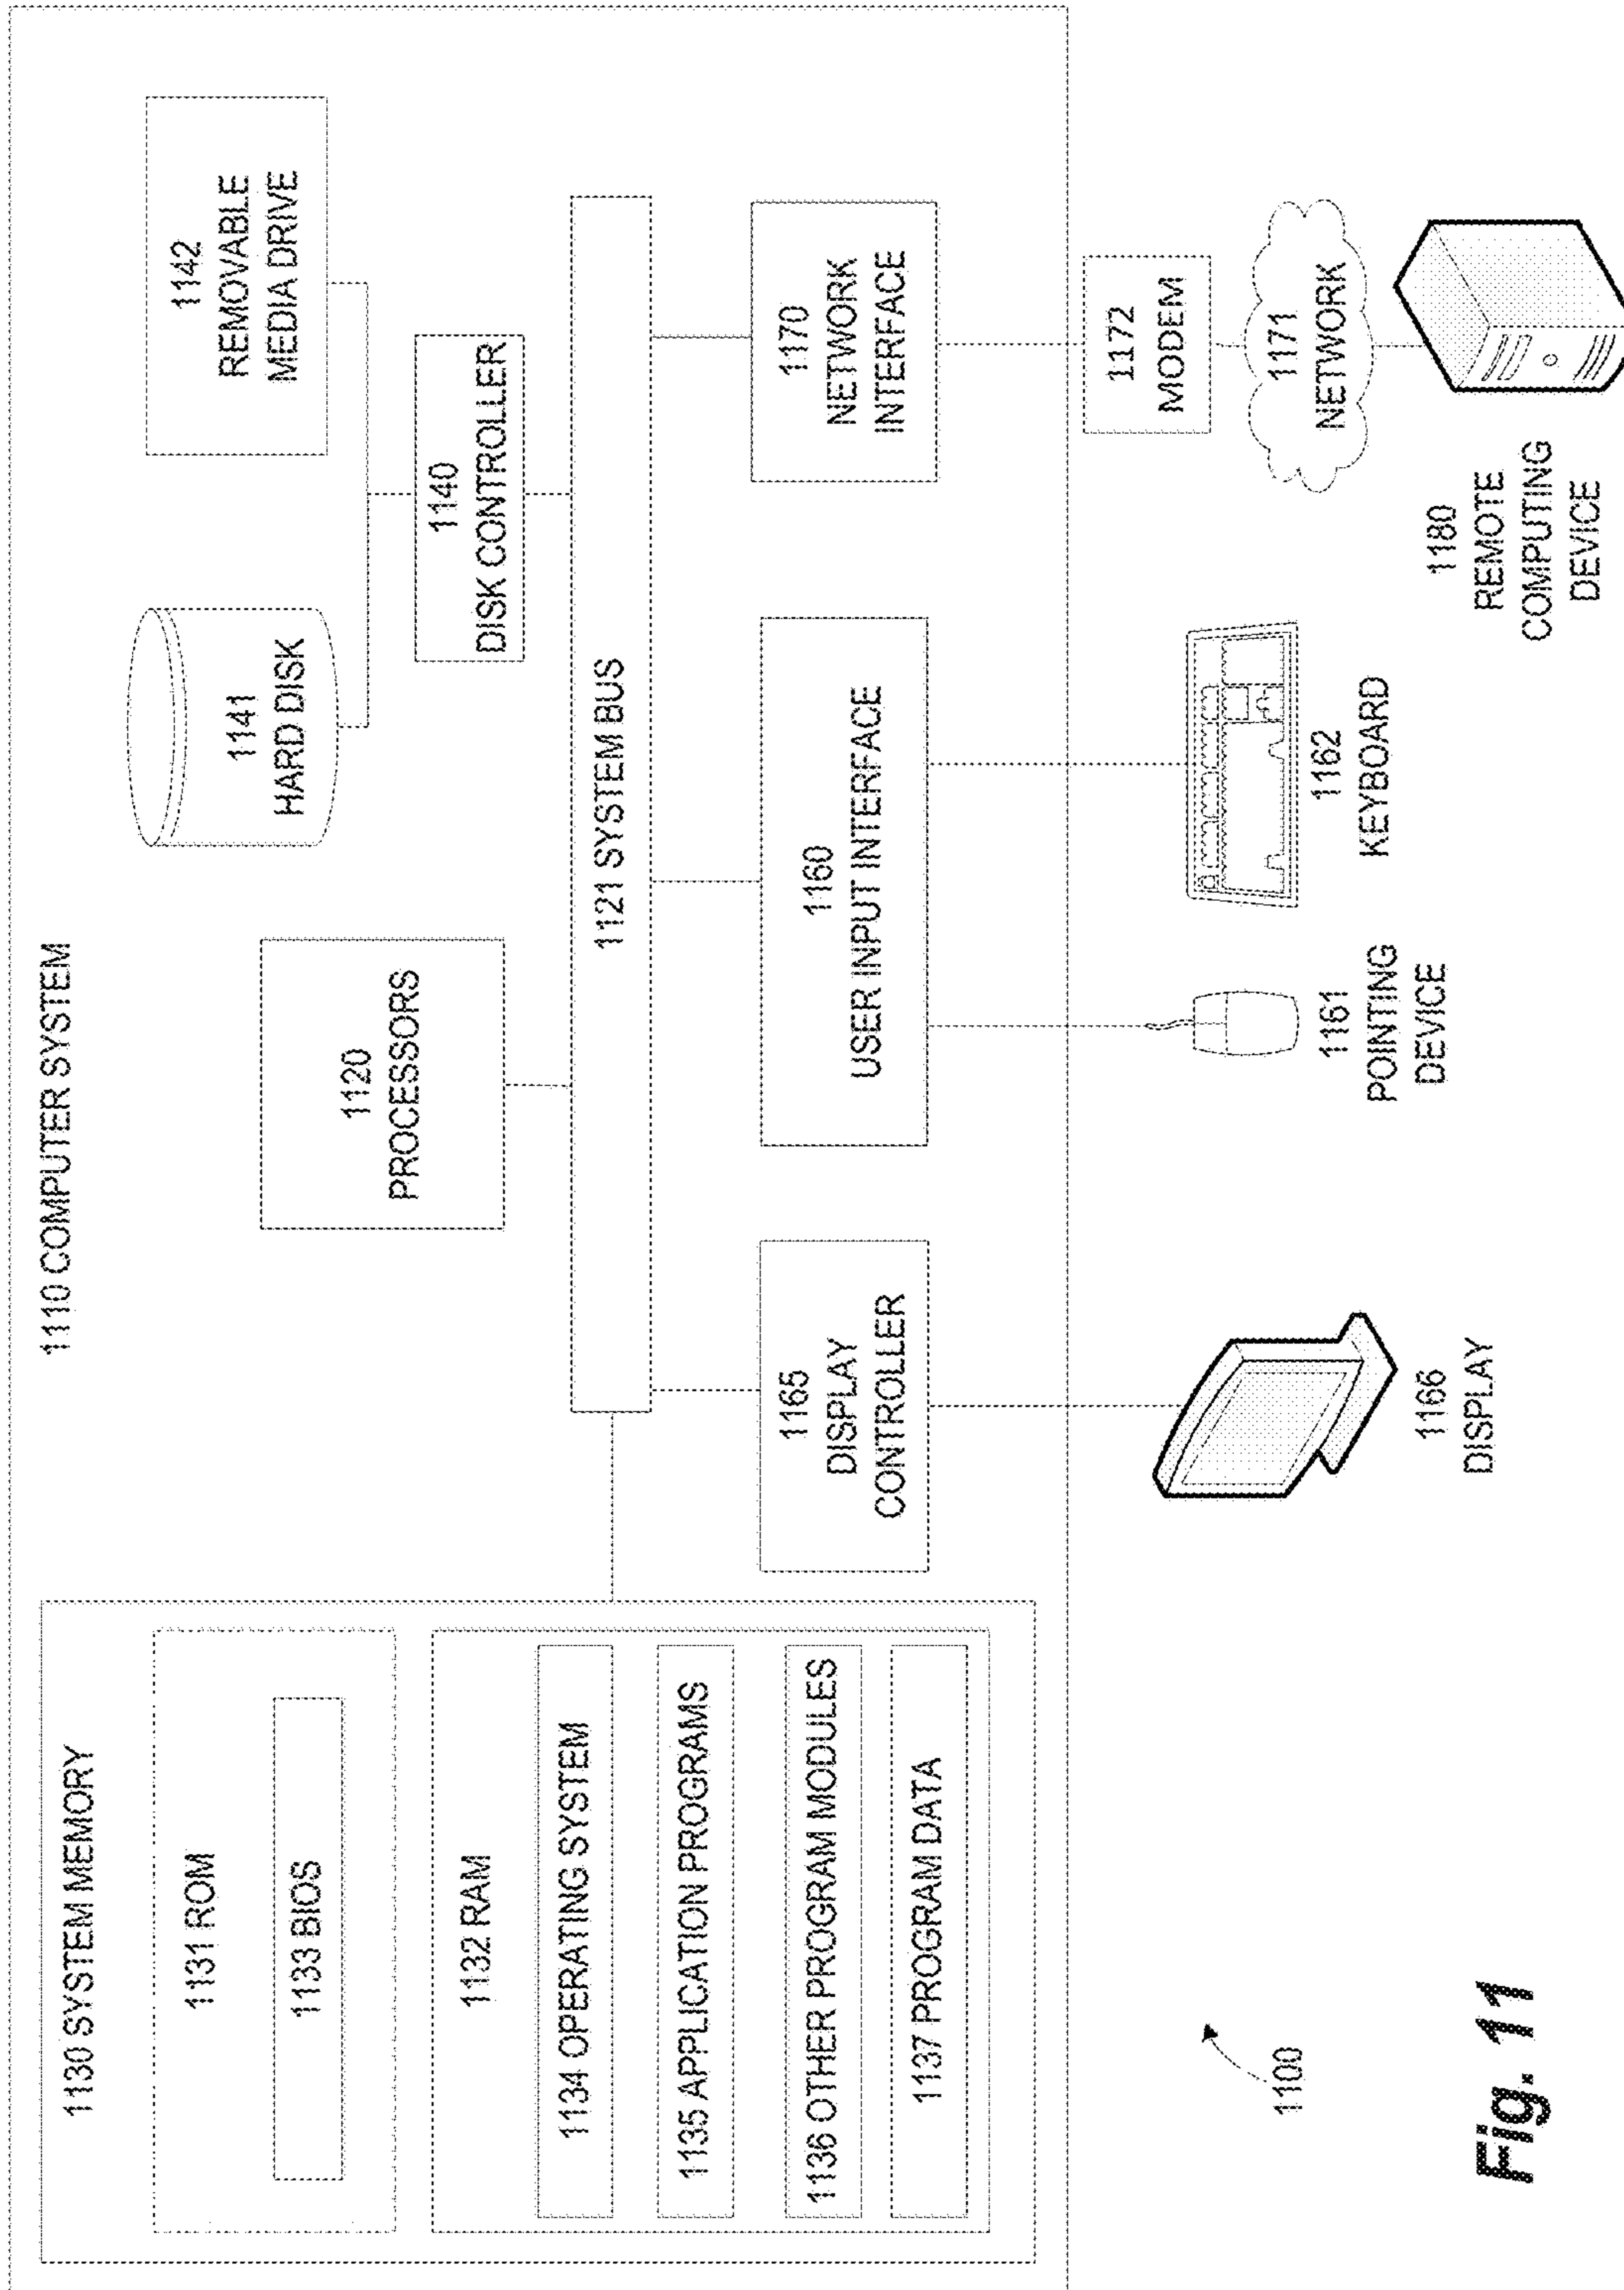 1110 COMPUTER SYSTEM
1130 SYSTEM MEMORY
1131 ROM
1133 BIOS
1132 RAM
1134 OPERATING SYSTEM
1135 APPLICATION PROGRAMS
1136 OTHER PROGRAM MODULES
1137 PROGRAM DATA
1120
PROCESSORS
1141
HARD DISK
1142
REMOVABLE
MEDIA DRIVE
1140
DISK CONTROLLER
1121 SYSTEM BUS
1165
DISPLAY
CONTROLLER
1160
USER INPUT INTERFACE
1170
NETWORK
INTERFACE
1172
MODEM
1171
NETWORK
1166
DISPLAY
1161
POINTING
DEVICE
1162
KEYBOARD
1180
REMOTE
COMPUTING
DEVICE
1100
Fig. 11